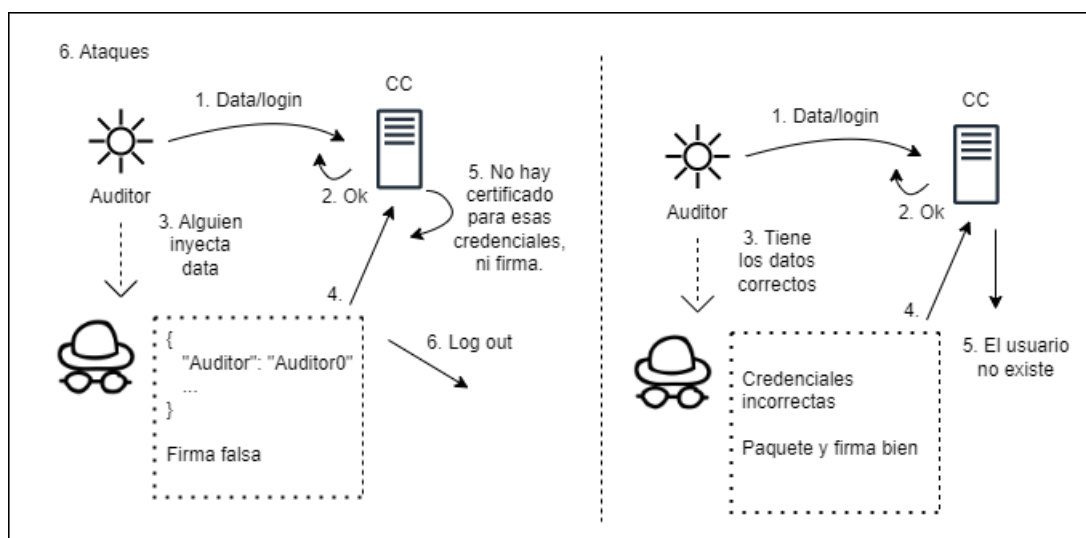 6. Ataques
CC
1. Data/login
2. Ok
Auditor
3. Alguien
inyecta
data
5. No hay
certificado
para esas
credenciales,
ni firma.
4.
{
"Auditor": "Auditor0"
...
}
Firma falsa
6. Log out
CC
1. Data/login
2. Ok
Auditor
3. Tiene
los datos
correctos
4.
5. El usuario
no existe
Credenciales
incorrectas
Paquete y firma bien